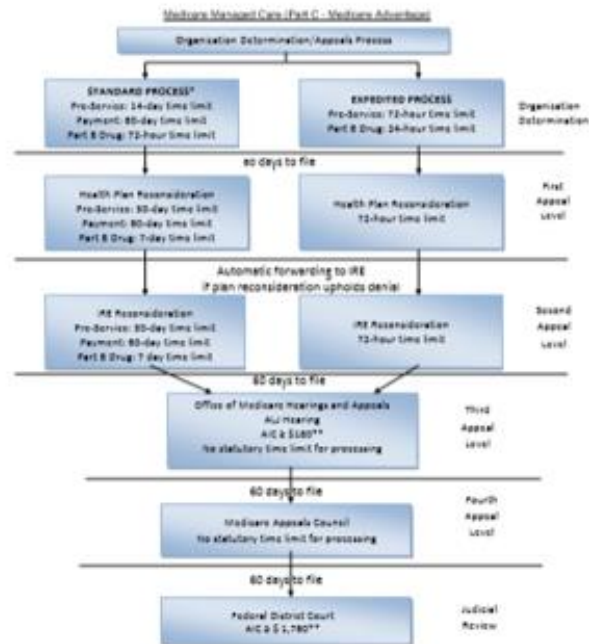 Medicare Managed Care (Part C - Medicare Advantage)
Organization Determination/Appeals Process
STANDARD PROCESS*
Pre-Service: 14-day time limit
Payment: 60-day time limit
Part B Drug: 72-hour time limit
EXPEDITED PROCESS
Pre-Service: 72-hour time limit
Part B Drug: 24-hour time limit
Organization
Determination
60 days to file
Health Plan Reconsideration
Pre-Service: 30-day time limit
Payment: 60-day time limit
Part B Drug: 7-day time limit
Health Plan Reconsideration
72-hour time limit
First
Appeal
Level
Automatic forwarding to IRE
if plan reconsideration upholds denial
IRE Reconsideration
Pre-Service: 30-day time limit
Payment: 60-day time limit
Part B Drug: 7 day time limit
IRE Reconsideration
72-hour time limit
Second
Appeal
Level
60 days to file
Office of Medicare Hearings and Appeals
ALJ Hearing
AIC ≥ $180**
No statutory time limit for processing
Third
Appeal
Level
60 days to file
Medicare Appeals Council
No statutory time limit for processing
Fourth
Appeal
Level
60 days to file
Federal District Court
AIC ≥ $ 1,760**
Judicial
Review